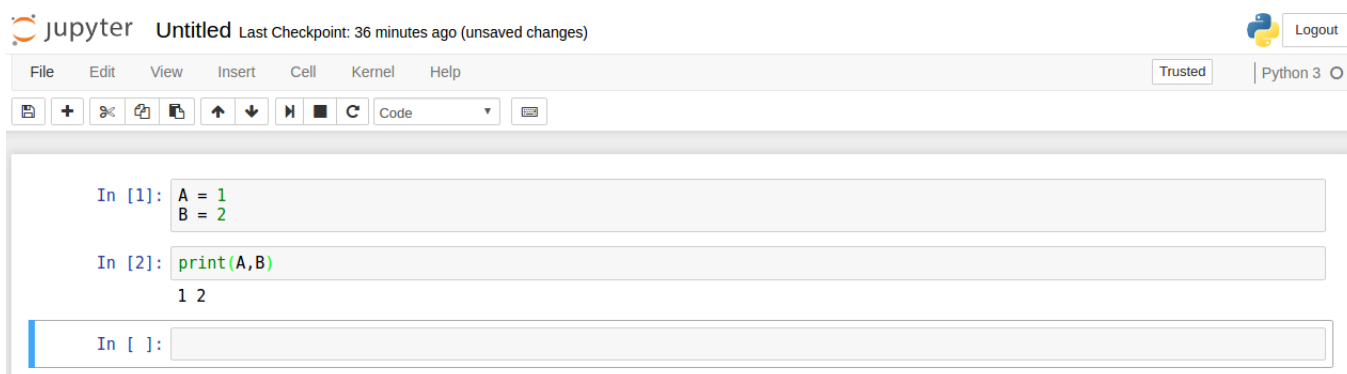 jupyter Untitled Last Checkpoint: 36 minutes ago (unsaved changes) Logout
File Edit View Insert Cell Kernel Help Trusted Python 3
Code
In [1]: A = 1
B = 2
In [2]: print(A,B)
1 2
In [ ]: